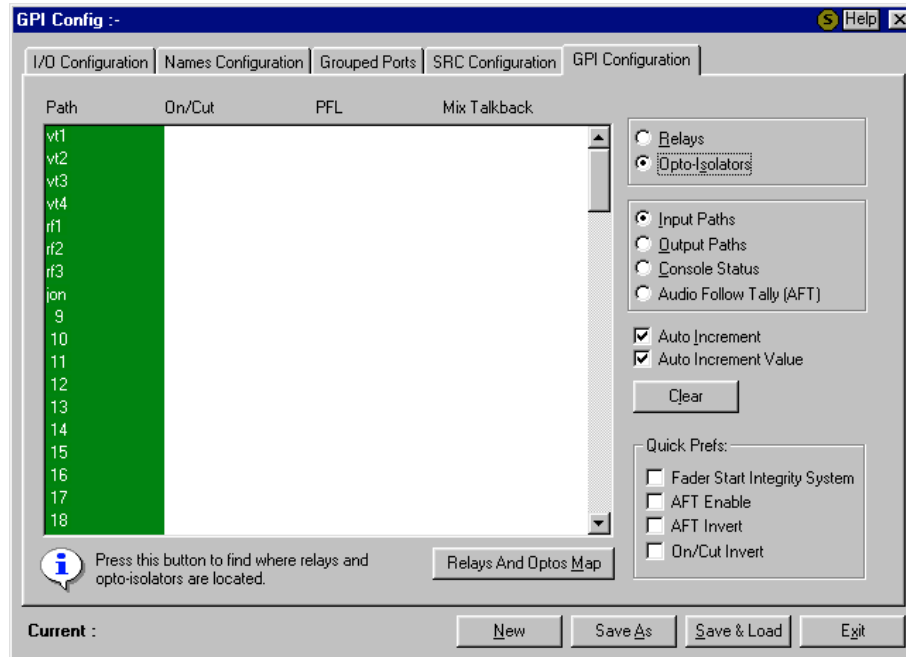 GPI Config :-
S Help
I/O Configuration Names Configuration Grouped Ports SRC Configuration GPI Configuration
Path On/Cut PFL Mix Talkback
vt1
vt2
vt3
vt4
rf1
rf2
rf3
jon
9
10
11
12
13
14
15
16
17
18
Relays
Opto-Isolators
Input Paths
Output Paths
Console Status
Audio Follow Tally (AFT)
Auto Increment
Auto Increment Value
Clear
Quick Prefs:
Fader Start Integrity System
AFT Enable
AFT Invert
On/Cut Invert
Press this button to find where relays and
opto-isolators are located.
Relays And Optos Map
Current :
New Save As Save & Load Exit